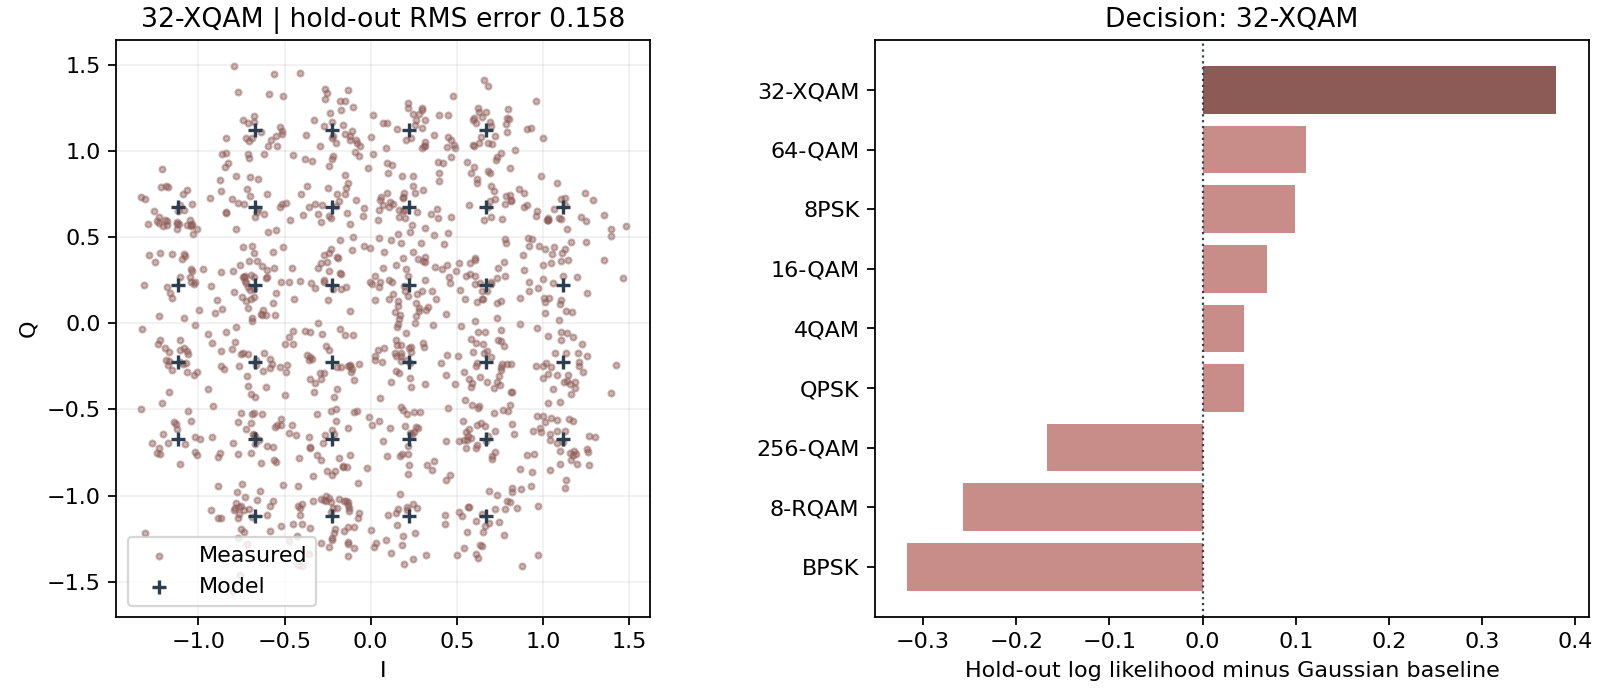 32-XQAM | hold-out RMS error 0.158
1.5
1.0
0.5
0.0
−0.5
−1.0
−1.5
Q
Measured
Model
−1.0
−0.5
0.0
0.5
1.0
1.5
I
Decision: 32-XQAM
32-XQAM
64-QAM
8PSK
16-QAM
4QAM
QPSK
256-QAM
8-RQAM
BPSK
−0.3
−0.2
−0.1
0.0
0.1
0.2
0.3
0.4
Hold-out log likelihood minus Gaussian baseline